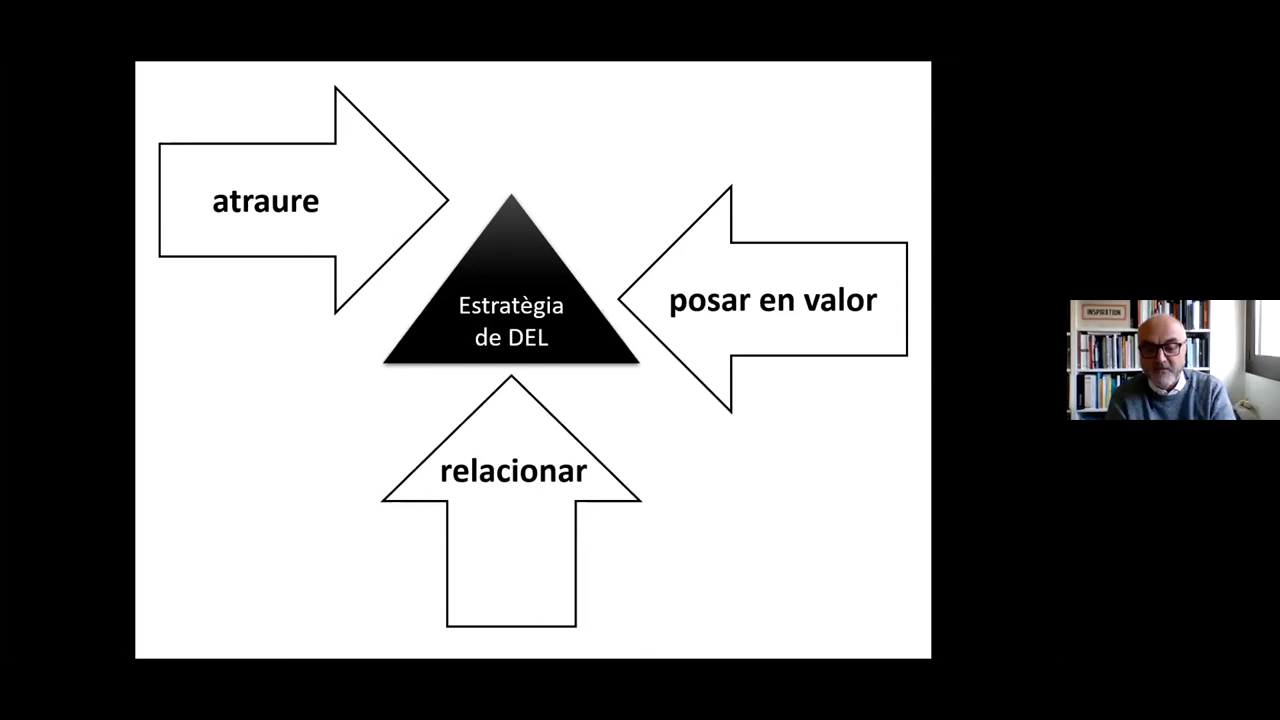 atraure
posar en valor
Estratègia
de DEL
relacionar
INSPIRATION